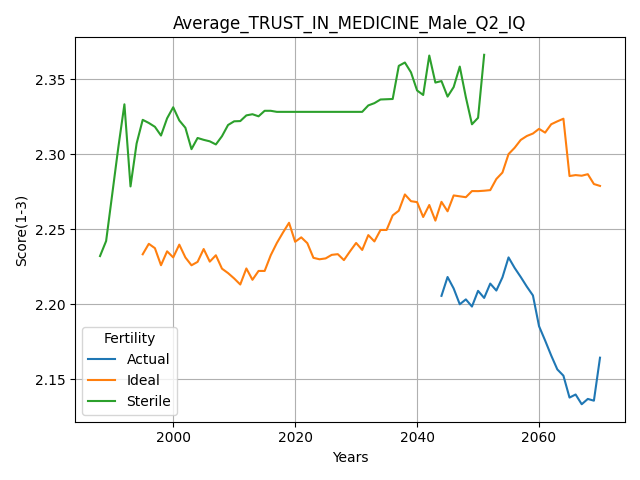 Average_TRUST_IN_MEDICINE_Male_Q2_IQ
Score(1-3)
2.35
2.30
2.25
2.20
2.15
Fertility
Actual
Ideal
Sterile
2000
2020
2040
2060
Years